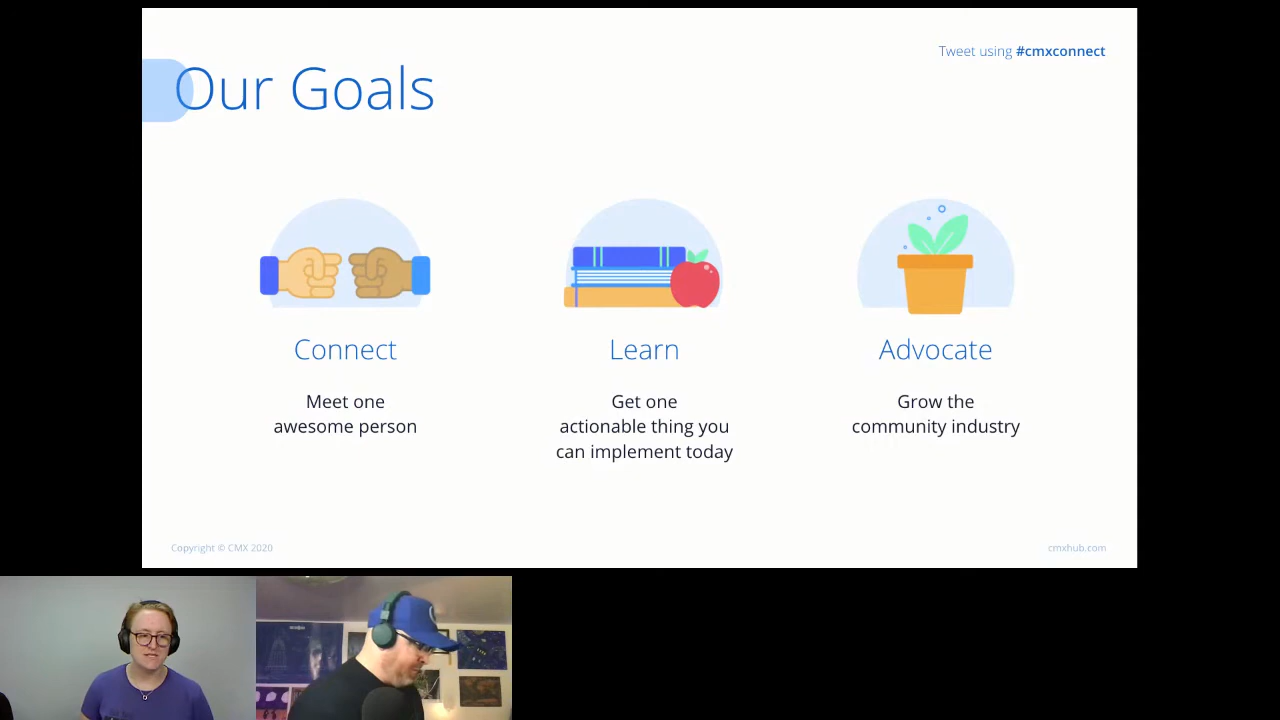 Tweet using #cmxconnect
Our Goals
Connect
Meet one
awesome person
Learn
Get one
actionable thing you
can implement today
Advocate
Grow the
community industry
Copyright © CMX 2020
cmxhub.com